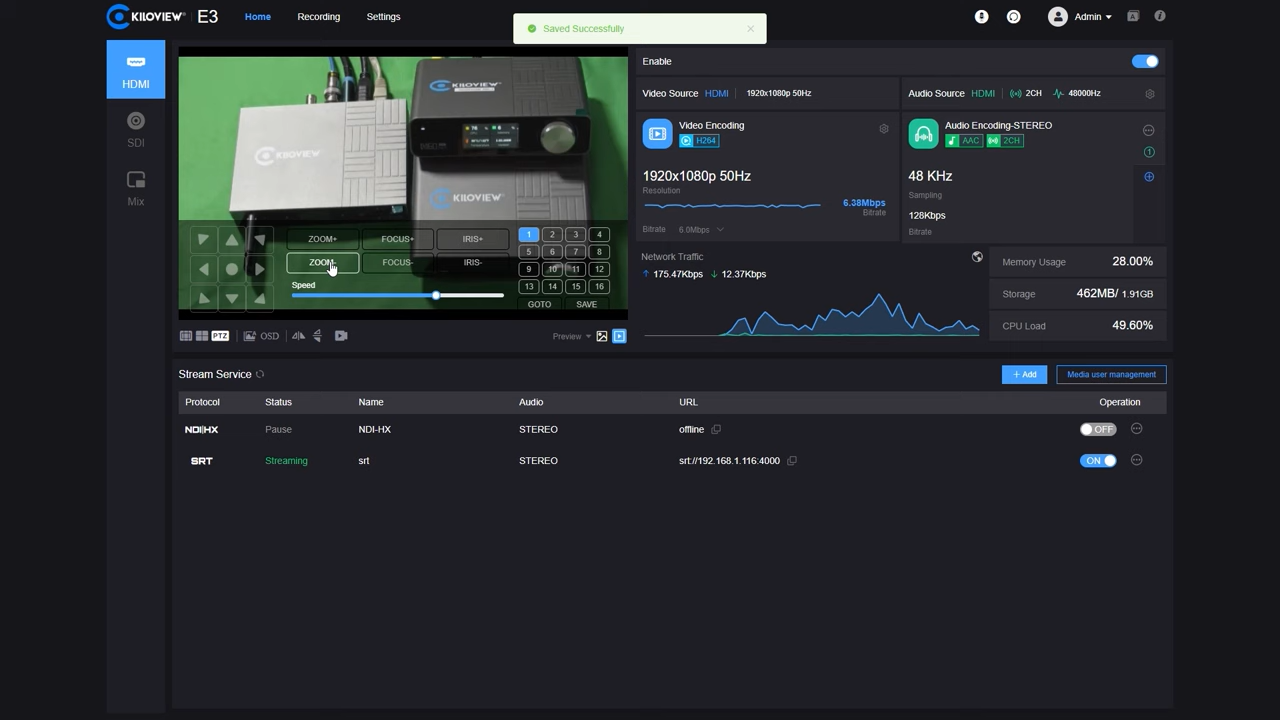 KILOVIEW E3 Home Recording Settings Admin
Saved Successfully
HDMI
SDI
Mix
KILOVIEW
KILOVIEW
KILOVIEW
ZOOM+ FOCUS+ IRIS+
ZOOM- FOCUS- IRIS-
Speed
1 2 3 4
5 6 7 8
9 10 11 12
13 14 15 16
GOTO SAVE
PTZ OSD Preview
Enable
Video Source HDMI 1920x1080p 50Hz
Audio Source HDMI 2CH 48000Hz
Video Encoding
H264
1920x1080p 50Hz
Resolution
6.38Mbps
Bitrate
Bitrate 6.0Mbps
Audio Encoding-STEREO
AAC 2CH
1
48 KHz
Sampling
128Kbps
Bitrate
Network Traffic
175.47Kbps 12.37Kbps
Memory Usage 28.00%
Storage 462MB/ 1.91GB
CPU Load 49.60%
Stream Service + Add Media user management
Protocol Status Name Audio URL Operation
NDI|HX Pause NDI-HX STEREO offline OFF
SRT Streaming srt STEREO srt://192.168.1.116:4000 ON